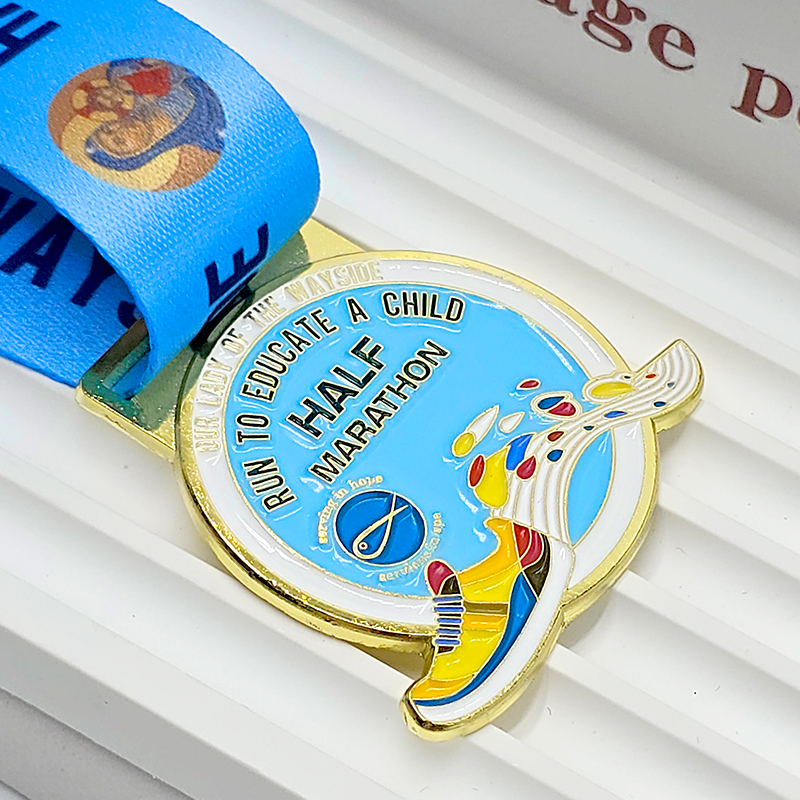 OUR LADY OF THE WAYSIDE
RUN TO EDUCATE A CHILD
HALF
MARATHON
serving in hope